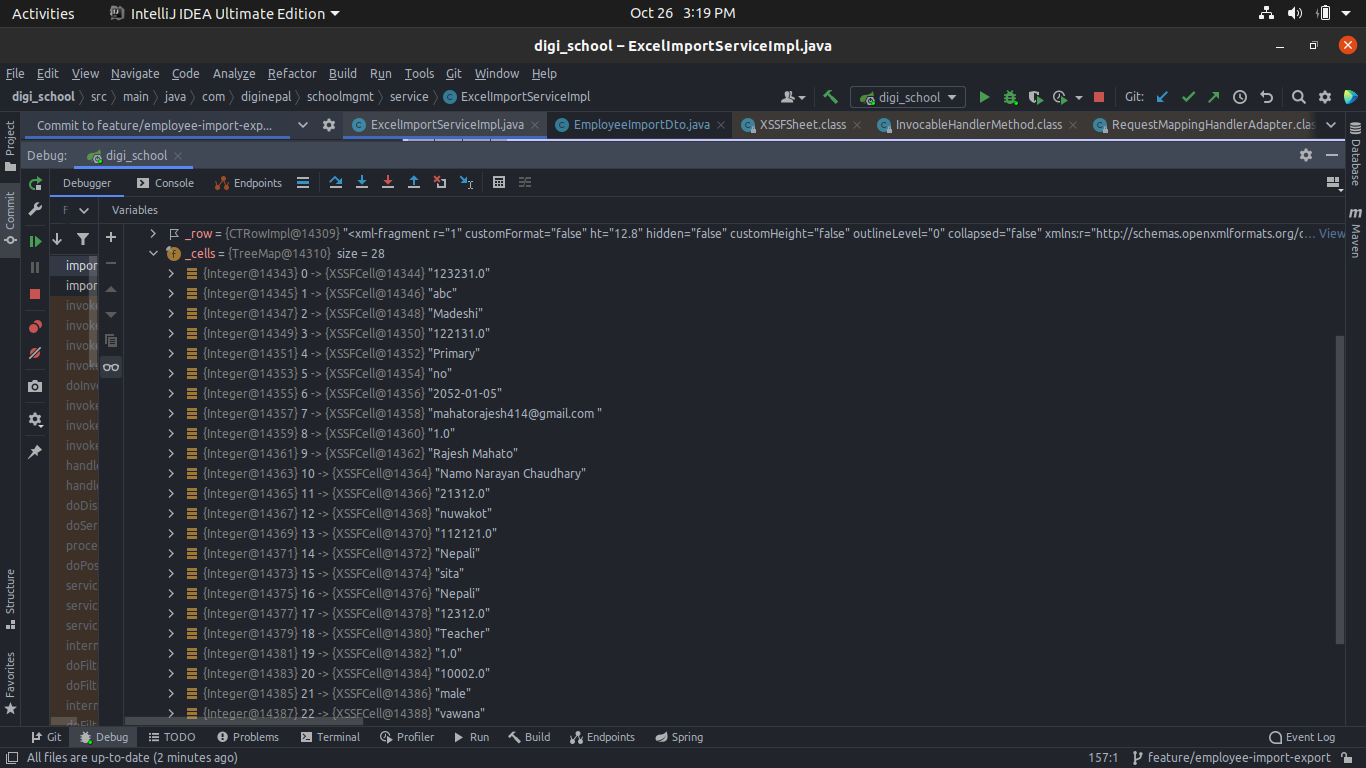 Activities IntelliJ IDEA Ultimate Edition Oct 26 3:19 PM
digi_school – ExcelImportServiceImpl.java
File Edit View Navigate Code Analyze Refactor Build Run Tools Git Window Help
digi_school src main java com diginepal schoolmgmt service ExcelImportServiceImpl digi_school Git:
Commit to feature/employee-import-exp... ExcelImportServiceImpl.java EmployeeImportDto.java XSSFSheet.class InvocableHandlerMethod.class RequestMappingHandlerAdapter.clas
Project
Commit
Structure
Favorites
Database
Maven
Debug: digi_school
Debugger Console Endpoints
F Variables
_row = {CTRowImpl@14309} "<xml-fragment r="1" customFormat="false" ht="12.8" hidden="false" customHeight="false" outlineLevel="0" collapsed="false" xmlns:r="http://schemas.openxmlformats.org/c... View
_cells = {TreeMap@14310} size = 28
impor {Integer@14343} 0 -> {XSSFCell@14344} "123231.0"
impor {Integer@14345} 1 -> {XSSFCell@14346} "abc"
invoke {Integer@14347} 2 -> {XSSFCell@14348} "Madeshi"
invoke {Integer@14349} 3 -> {XSSFCell@14350} "122131.0"
invoke {Integer@14351} 4 -> {XSSFCell@14352} "Primary"
invoke {Integer@14353} 5 -> {XSSFCell@14354} "no"
doInvo {Integer@14355} 6 -> {XSSFCell@14356} "2052-01-05"
invoke {Integer@14357} 7 -> {XSSFCell@14358} "mahatorajesh414@gmail.com "
invoke {Integer@14359} 8 -> {XSSFCell@14360} "1.0"
invoke {Integer@14361} 9 -> {XSSFCell@14362} "Rajesh Mahato"
handle {Integer@14363} 10 -> {XSSFCell@14364} "Namo Narayan Chaudhary"
handle {Integer@14365} 11 -> {XSSFCell@14366} "21312.0"
doDis {Integer@14367} 12 -> {XSSFCell@14368} "nuwakot"
doSer {Integer@14369} 13 -> {XSSFCell@14370} "112121.0"
proce {Integer@14371} 14 -> {XSSFCell@14372} "Nepali"
doPos {Integer@14373} 15 -> {XSSFCell@14374} "sita"
servic {Integer@14375} 16 -> {XSSFCell@14376} "Nepali"
servic {Integer@14377} 17 -> {XSSFCell@14378} "12312.0"
servic {Integer@14379} 18 -> {XSSFCell@14380} "Teacher"
intern {Integer@14381} 19 -> {XSSFCell@14382} "1.0"
doFilt {Integer@14383} 20 -> {XSSFCell@14384} "10002.0"
doFilt {Integer@14385} 21 -> {XSSFCell@14386} "male"
intern {Integer@14387} 22 -> {XSSFCell@14388} "vawana"
Git Debug TODO Problems Terminal Profiler Run Build Endpoints Spring Event Log
All files are up-to-date (2 minutes ago) 157:1 feature/employee-import-export